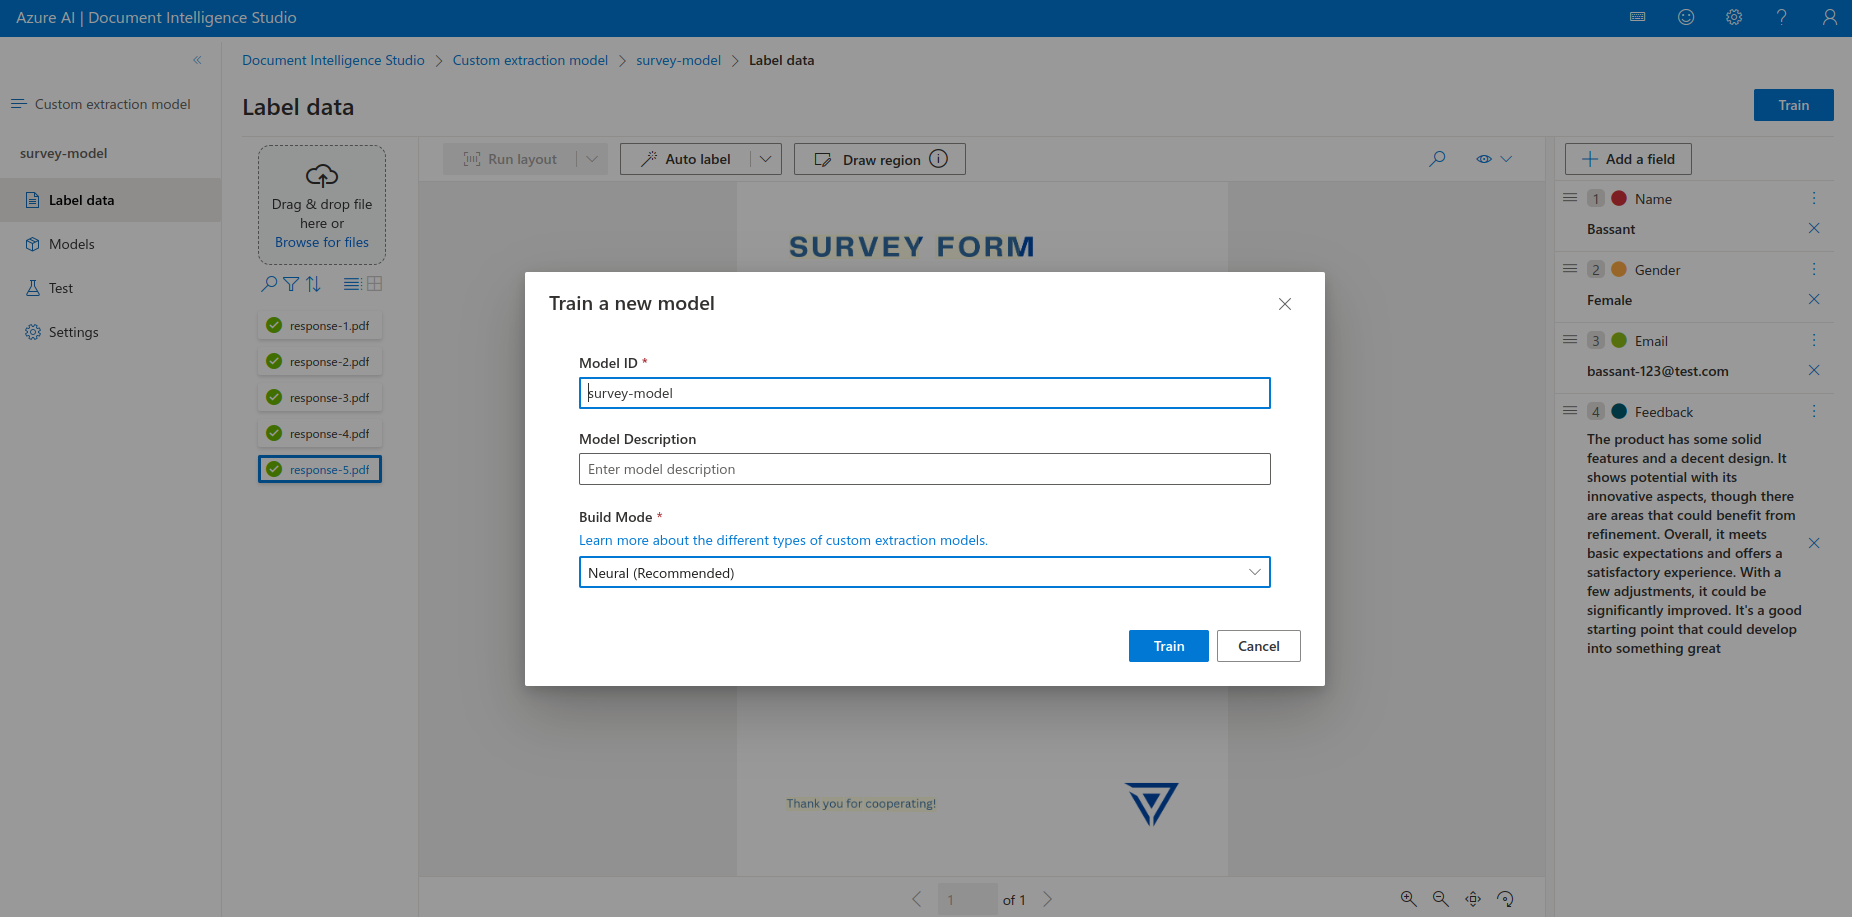 Azure AI | Document Intelligence Studio
Document Intelligence Studio > Custom extraction model > survey-model > Label data
Custom extraction model
Label data
Train
survey-model
Label data
Models
Test
Settings
Drag & drop file
here or
Browse for files
response-1.pdf
response-2.pdf
response-3.pdf
response-4.pdf
response-5.pdf
Run layout
Auto label
Draw region
SURVEY FORM
Train a new model
Model ID *
survey-model
Model Description
Enter model description
Build Mode *
Learn more about the different types of custom extraction models.
Neural (Recommended)
Train
Cancel
Thank you for cooperating!
1 of 1
Add a field
1 Name
Bassant
2 Gender
Female
3 Email
bassant-123@test.com
4 Feedback
The product has some solid
features and a decent design. It
shows potential with its
innovative aspects, though there
are areas that could benefit from
refinement. Overall, it meets
basic expectations and offers a
satisfactory experience. With a
few adjustments, it could be
significantly improved. It's a good
starting point that could develop
into something great